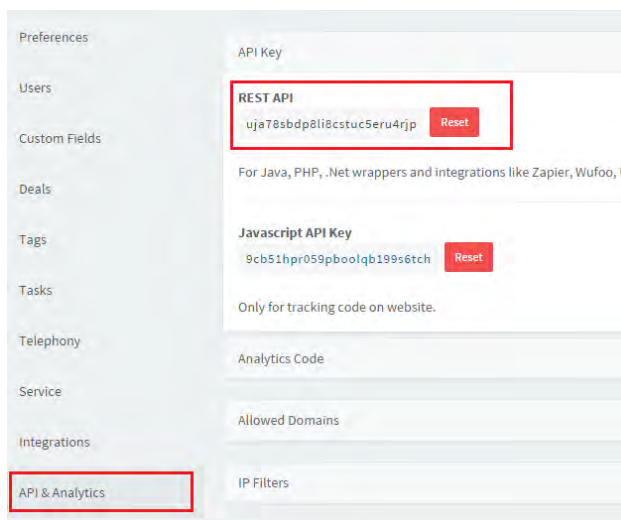 Preferences
Users
Custom Fields
Deals
Tags
Tasks
Telephony
Service
Integrations
API & Analytics
API Key
REST API
uja78sbdp8li8cstuc5eru4rjp Reset
For Java, PHP, .Net wrappers and integrations like Zapier, Wufoo,
Javascript API Key
9cb51hpr059pboolqb199s6tch Reset
Only for tracking code on website.
Analytics Code
Allowed Domains
IP Filters